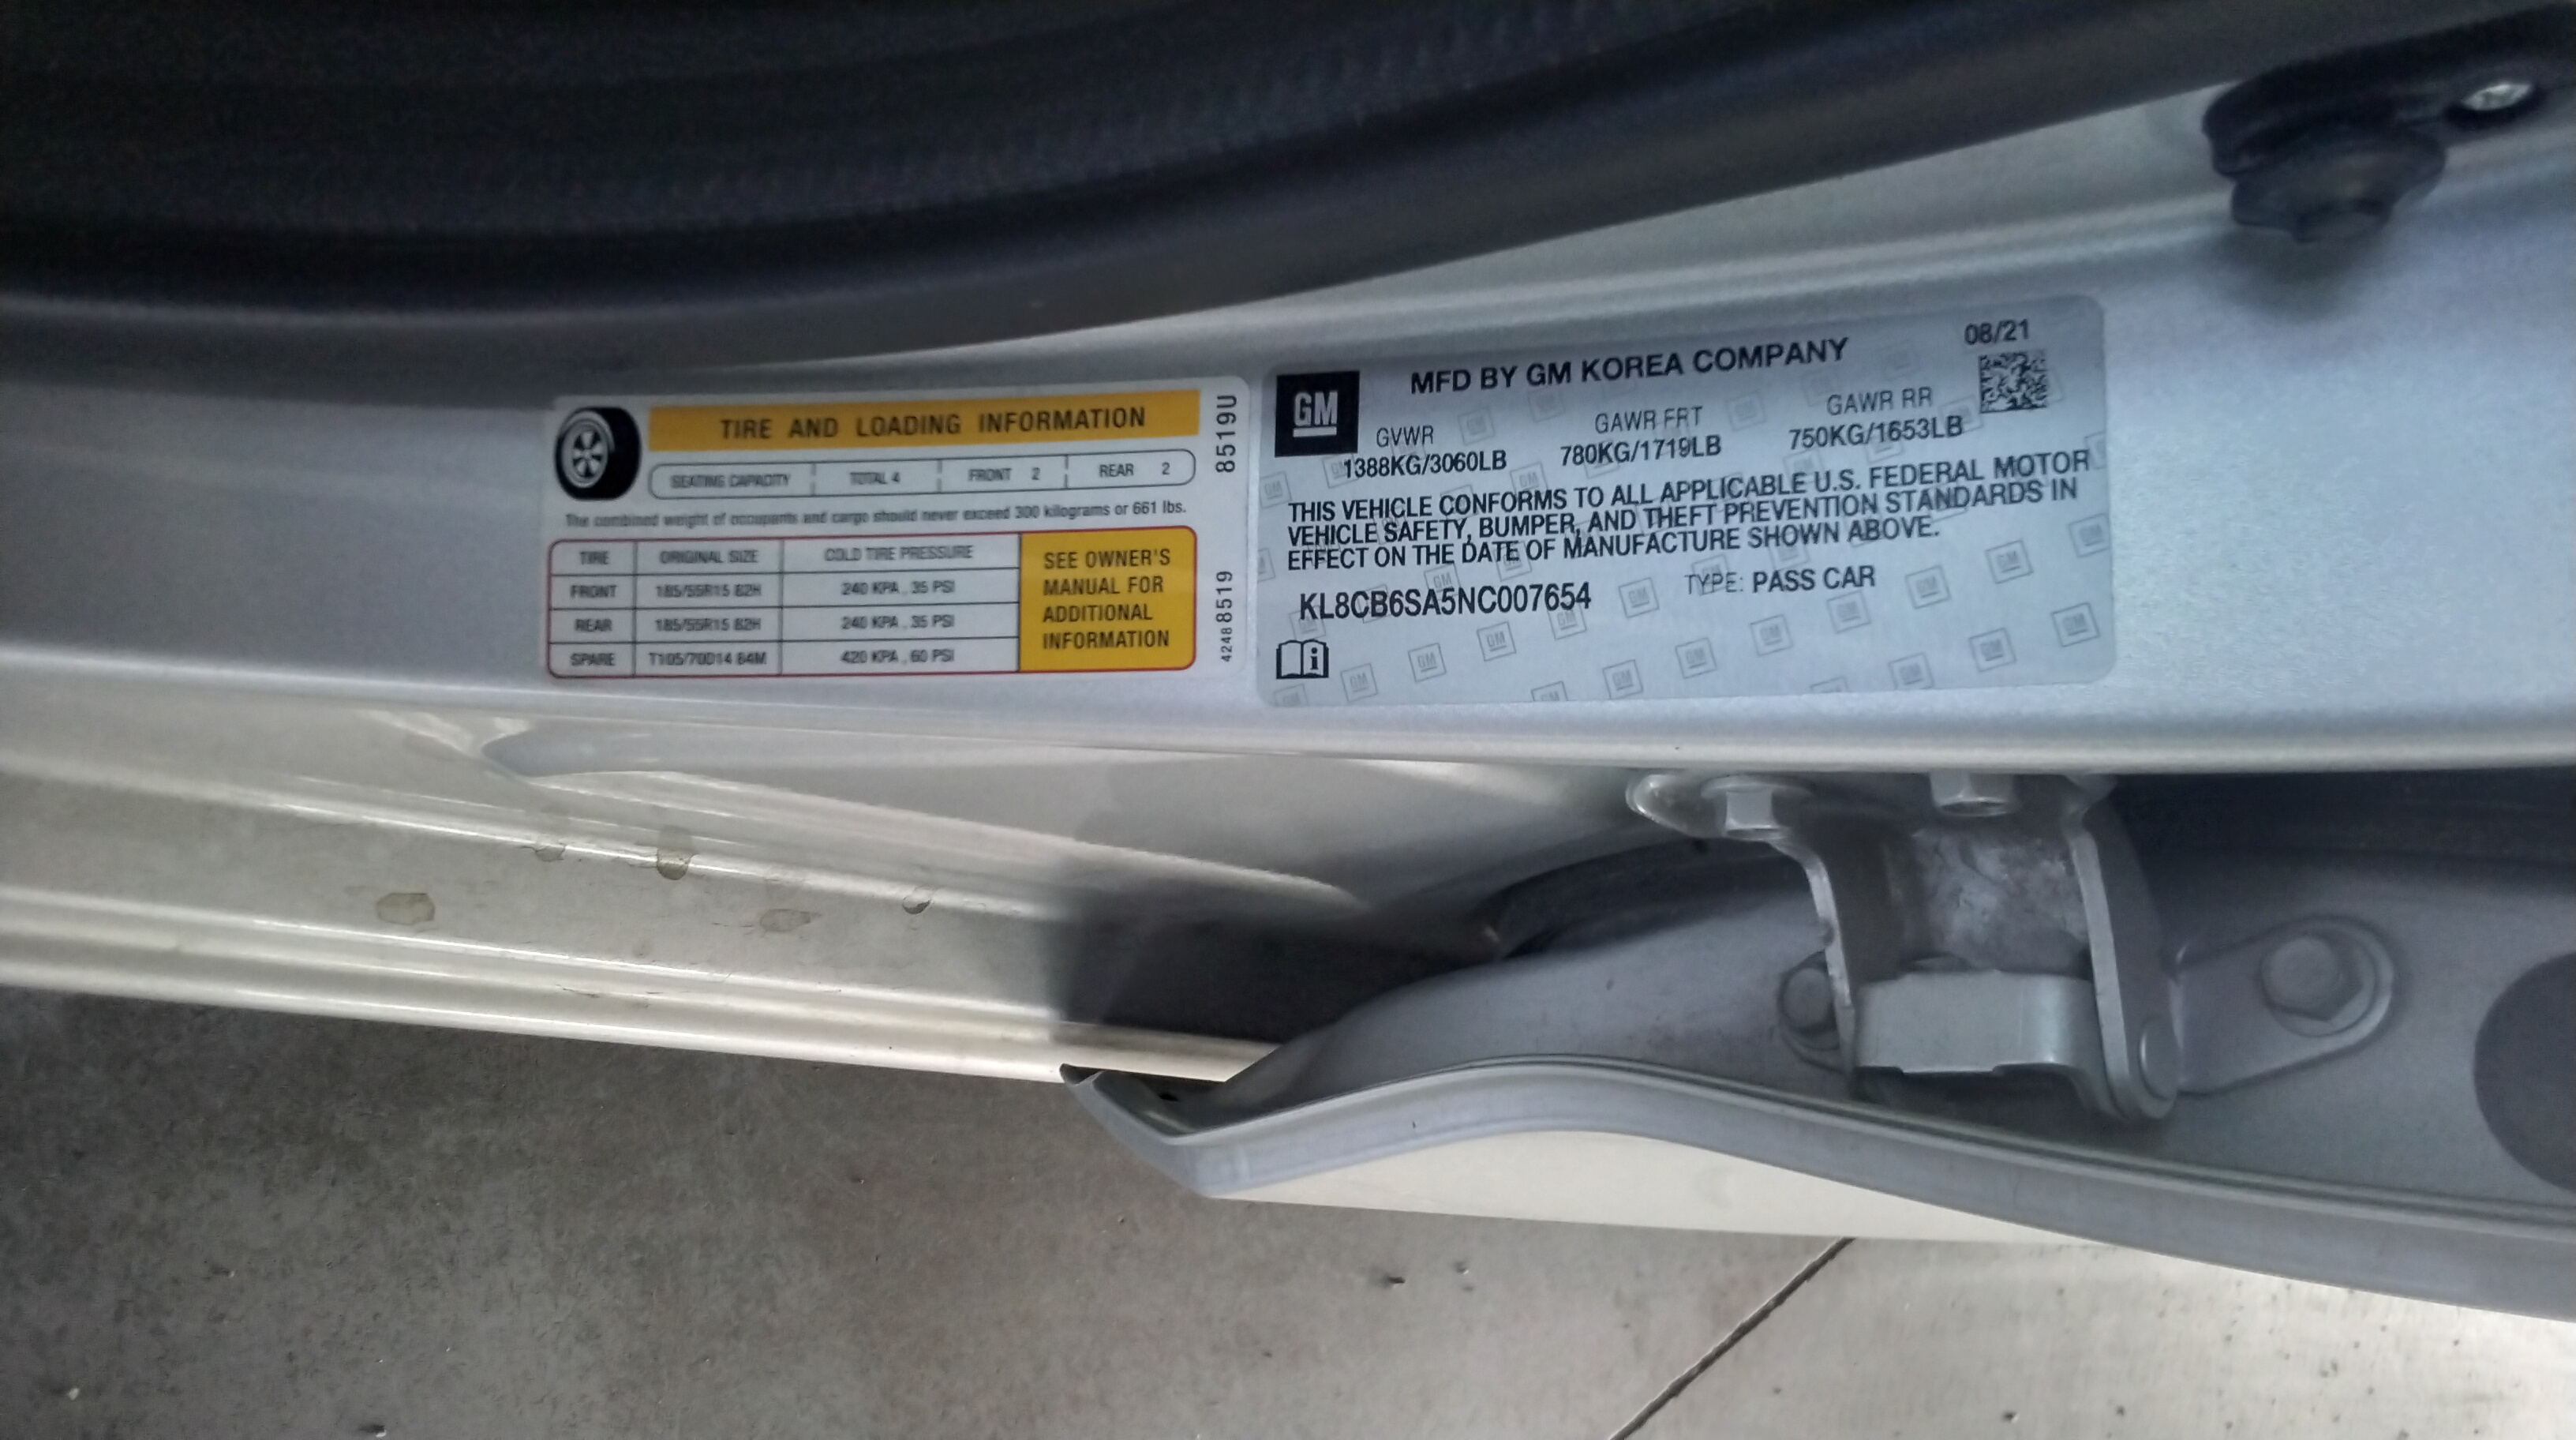 TIRE AND LOADING INFORMATION
SEATING CAPACITY TOTAL 4 FRONT 2 REAR 2
The combined weight of occupants and cargo should never exceed 300 kilograms or 661 lbs.
TIRE ORIGINAL SIZE COLD TIRE PRESSURE
FRONT 185/55R15 82H 240 KPA, 35 PSI
REAR 185/55R15 82H 240 KPA, 35 PSI
SPARE T105/70D14 84M 420 KPA, 60 PSI
SEE OWNER'S
MANUAL FOR
ADDITIONAL
INFORMATION
8519U
42488519
GM
MFD BY GM KOREA COMPANY
08/21
GVWR GAWR FRT GAWR RR
1388KG/3060LB 780KG/1719LB 750KG/1653LB
THIS VEHICLE CONFORMS TO ALL APPLICABLE U.S. FEDERAL MOTOR
VEHICLE SAFETY, BUMPER, AND THEFT PREVENTION STANDARDS IN
EFFECT ON THE DATE OF MANUFACTURE SHOWN ABOVE.
KL8CB6SA5NC007654 TYPE: PASS CAR